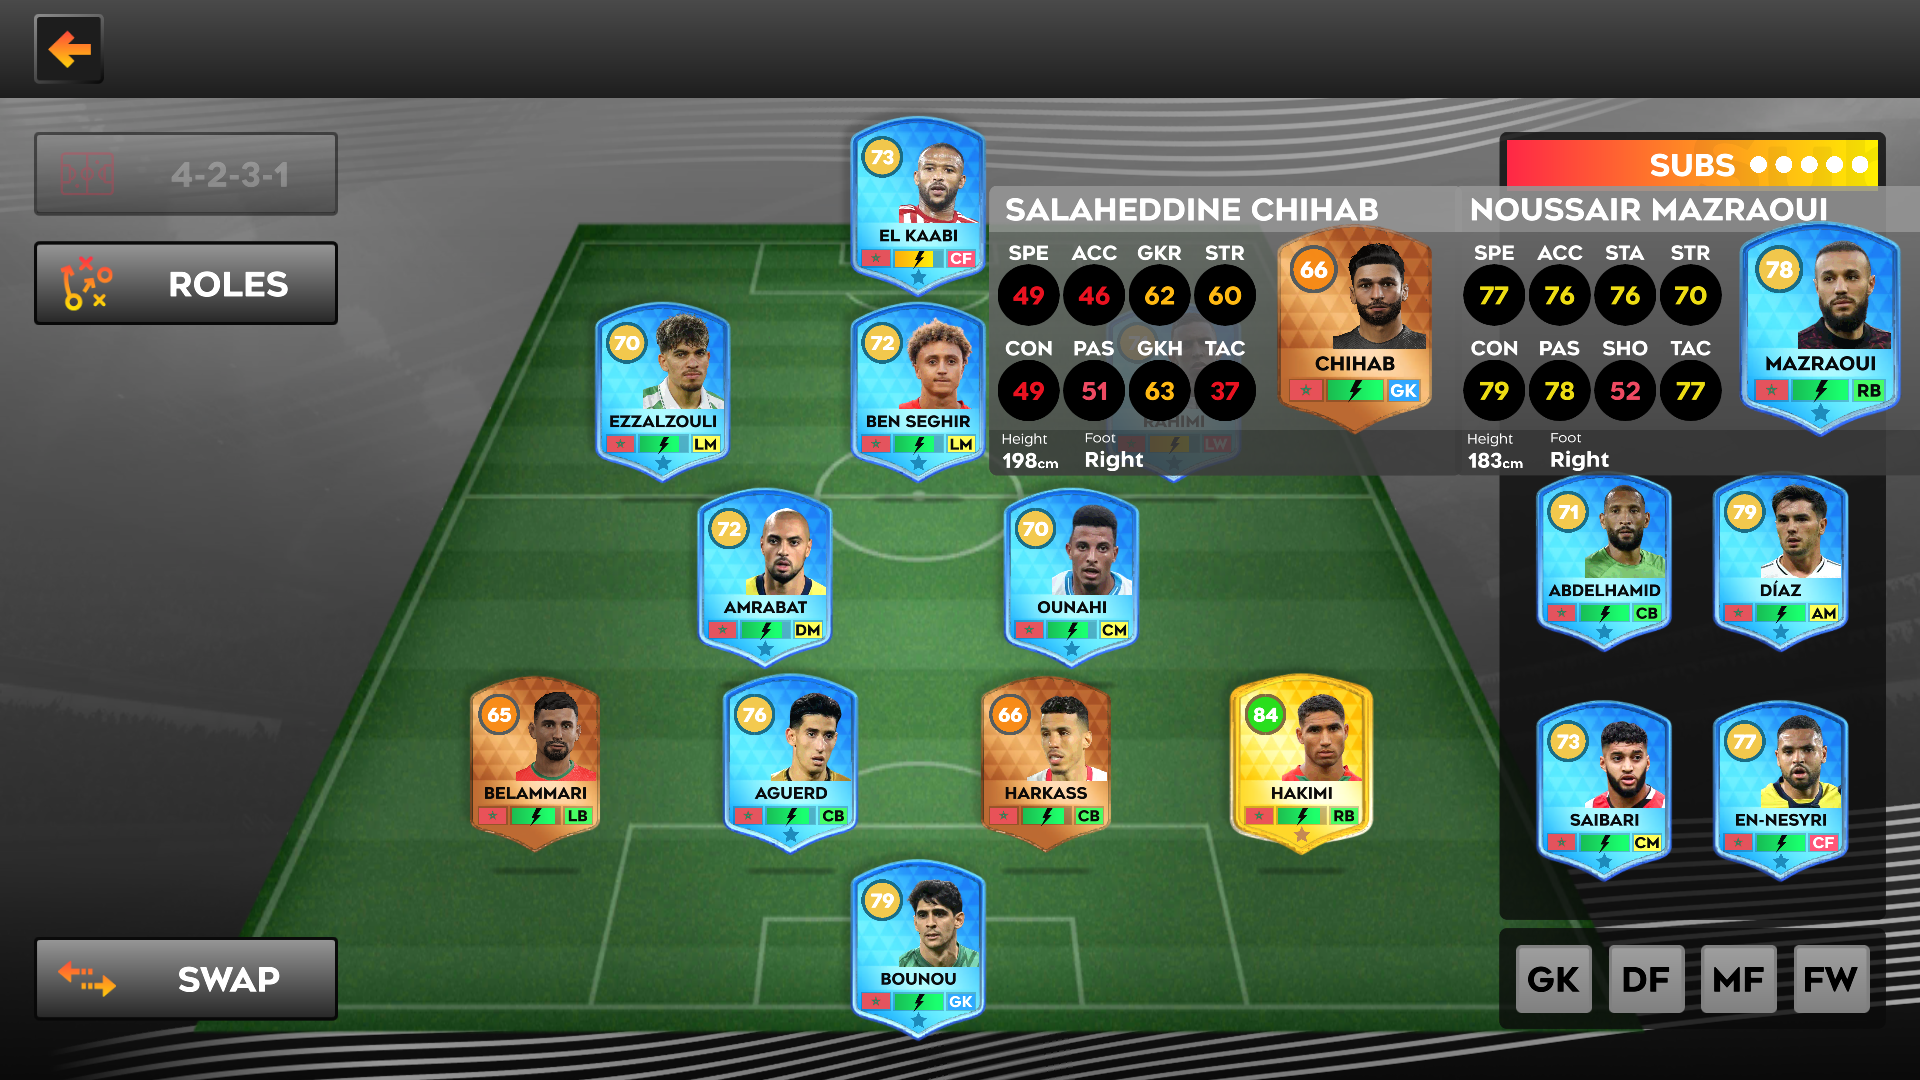 4-2-3-1
ROLES
SWAP
73
EL KAABI
CF
70
EZZALZOULI
LM
72
BEN SEGHIR
LM
RAHIMI
LW
72
AMRABAT
DM
70
OUNAHI
CM
65
BELAMMARI
LB
76
AGUERD
CB
66
HARKASS
CB
84
HAKIMI
RB
79
BOUNOU
GK
SALAHEDDINE CHIHAB
SPE ACC GKR STR
49 46 62 60
CON PAS GKH TAC
49 51 63 37
Height Foot
198cm Right
66
CHIHAB
GK
SUBS
NOUSSAIR MAZRAOUI
SPE ACC STA STR
77 76 76 70
CON PAS SHO TAC
79 78 52 77
Height Foot
183cm Right
78
MAZRAOUI
RB
71
ABDELHAMID
CB
79
DÍAZ
AM
73
SAIBARI
CM
77
EN-NESYRI
CF
GK DF MF FW